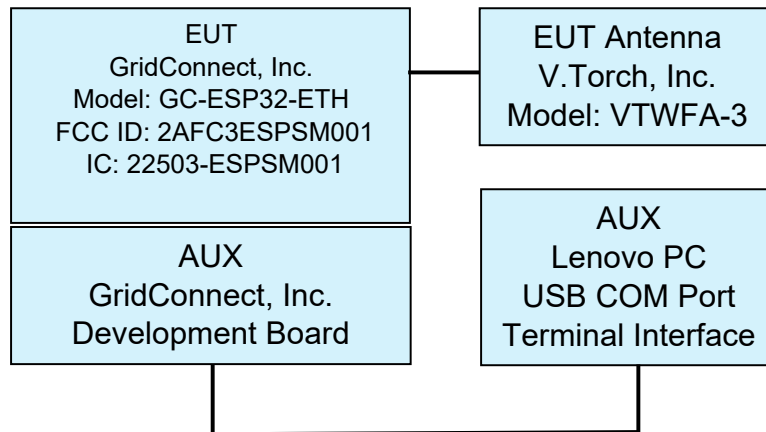 EUT
GridConnect, Inc.
Model: GC-ESP32-ETH
FCC ID: 2AFC3ESPSM001
IC: 22503-ESPSM001
EUT Antenna
V.Torch, Inc.
Model: VTWFA-3
AUX
GridConnect, Inc.
Development Board
AUX
Lenovo PC
USB COM Port
Terminal Interface